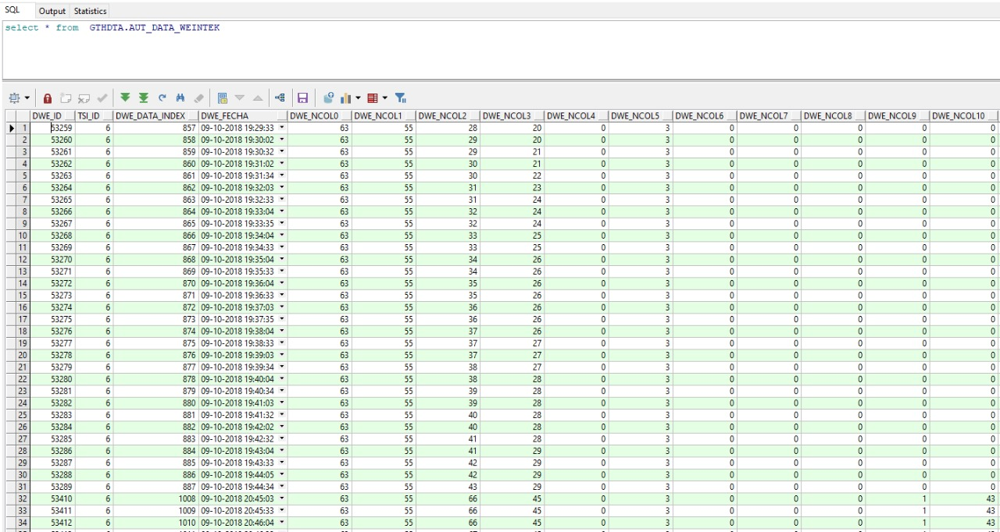 SQL Output Statistics
select * from GTHDTA.AUT_DATA_WEINTEK
DWE_ID TSI_ID DWE_DATA_INDEX DWE_FECHA DWE_NCOL0 DWE_NCOL1 DWE_NCOL2 DWE_NCOL3 DWE_NCOL4 DWE_NCOL5 DWE_NCOL6 DWE_NCOL7 DWE_NCOL8 DWE_NCOL9 DWE_NCOL10
1 53259 6 857 09-10-2018 19:29:33 63 55 28 20 0 3 0 0 0 0 0
2 53260 6 858 09-10-2018 19:30:02 63 55 29 20 0 3 0 0 0 0 0
3 53261 6 859 09-10-2018 19:30:32 63 55 29 21 0 3 0 0 0 0 0
4 53262 6 860 09-10-2018 19:31:02 63 55 30 21 0 3 0 0 0 0 0
5 53263 6 861 09-10-2018 19:31:34 63 55 30 22 0 3 0 0 0 0 0
6 53264 6 862 09-10-2018 19:32:03 63 55 31 23 0 3 0 0 0 0 0
7 53265 6 863 09-10-2018 19:32:33 63 55 31 24 0 3 0 0 0 0 0
8 53266 6 864 09-10-2018 19:33:04 63 55 32 24 0 3 0 0 0 0 0
9 53267 6 865 09-10-2018 19:33:35 63 55 32 24 0 3 0 0 0 0 0
10 53268 6 866 09-10-2018 19:34:04 63 55 33 25 0 3 0 0 0 0 0
11 53269 6 867 09-10-2018 19:34:33 63 55 33 25 0 3 0 0 0 0 0
12 53270 6 868 09-10-2018 19:35:04 63 55 34 26 0 3 0 0 0 0 0
13 53271 6 869 09-10-2018 19:35:33 63 55 34 26 0 3 0 0 0 0 0
14 53272 6 870 09-10-2018 19:36:04 63 55 35 26 0 3 0 0 0 0 0
15 53273 6 871 09-10-2018 19:36:33 63 55 35 26 0 3 0 0 0 0 0
16 53274 6 872 09-10-2018 19:37:03 63 55 36 26 0 3 0 0 0 0 0
17 53275 6 873 09-10-2018 19:37:35 63 55 36 26 0 3 0 0 0 0 0
18 53276 6 874 09-10-2018 19:38:04 63 55 37 26 0 3 0 0 0 0 0
19 53277 6 875 09-10-2018 19:38:33 63 55 37 27 0 3 0 0 0 0 0
20 53278 6 876 09-10-2018 19:39:03 63 55 37 27 0 3 0 0 0 0 0
21 53279 6 877 09-10-2018 19:39:34 63 55 38 27 0 3 0 0 0 0 0
22 53280 6 878 09-10-2018 19:40:04 63 55 38 28 0 3 0 0 0 0 0
23 53281 6 879 09-10-2018 19:40:34 63 55 39 28 0 3 0 0 0 0 0
24 53282 6 880 09-10-2018 19:41:03 63 55 39 28 0 3 0 0 0 0 0
25 53283 6 881 09-10-2018 19:41:32 63 55 40 28 0 3 0 0 0 0 0
26 53284 6 882 09-10-2018 19:42:02 63 55 40 28 0 3 0 0 0 0 0
27 53285 6 883 09-10-2018 19:42:32 63 55 41 28 0 3 0 0 0 0 0
28 53286 6 884 09-10-2018 19:43:04 63 55 41 29 0 3 0 0 0 0 0
29 53287 6 885 09-10-2018 19:43:33 63 55 42 29 0 3 0 0 0 0 0
30 53288 6 886 09-10-2018 19:44:05 63 55 42 29 0 3 0 0 0 0 0
31 53289 6 887 09-10-2018 19:44:34 63 55 43 29 0 3 0 0 0 0 0
32 53410 6 1008 09-10-2018 20:45:03 63 55 66 45 0 3 0 0 0 1 43
33 53411 6 1009 09-10-2018 20:45:33 63 55 66 45 0 3 0 0 0 1 43
34 53412 6 1010 09-10-2018 20:46:04 63 55 66 45 0 3 0 0 0 1 43